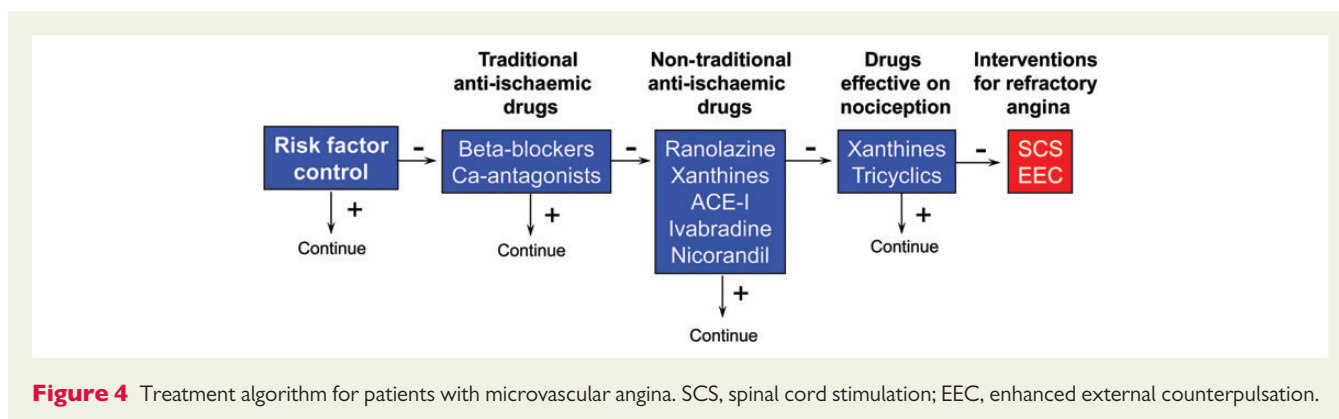 Traditional
anti-ischaemic
drugs
Non-traditional
anti-ischaemic
drugs
Drugs
effective on
nociception
Interventions
for refractory
angina
Risk factor
control
-
Beta-blockers
Ca-antagonists
-
Ranolazine
Xanthines
ACE-I
Ivabradine
Nicorandil
-
Xanthines
Tricyclics
-
SCS
EEC
+
Continue
+
Continue
+
Continue
+
Continue
Figure 4 Treatment algorithm for patients with microvascular angina. SCS, spinal cord stimulation; EEC, enhanced external counterpulsation.